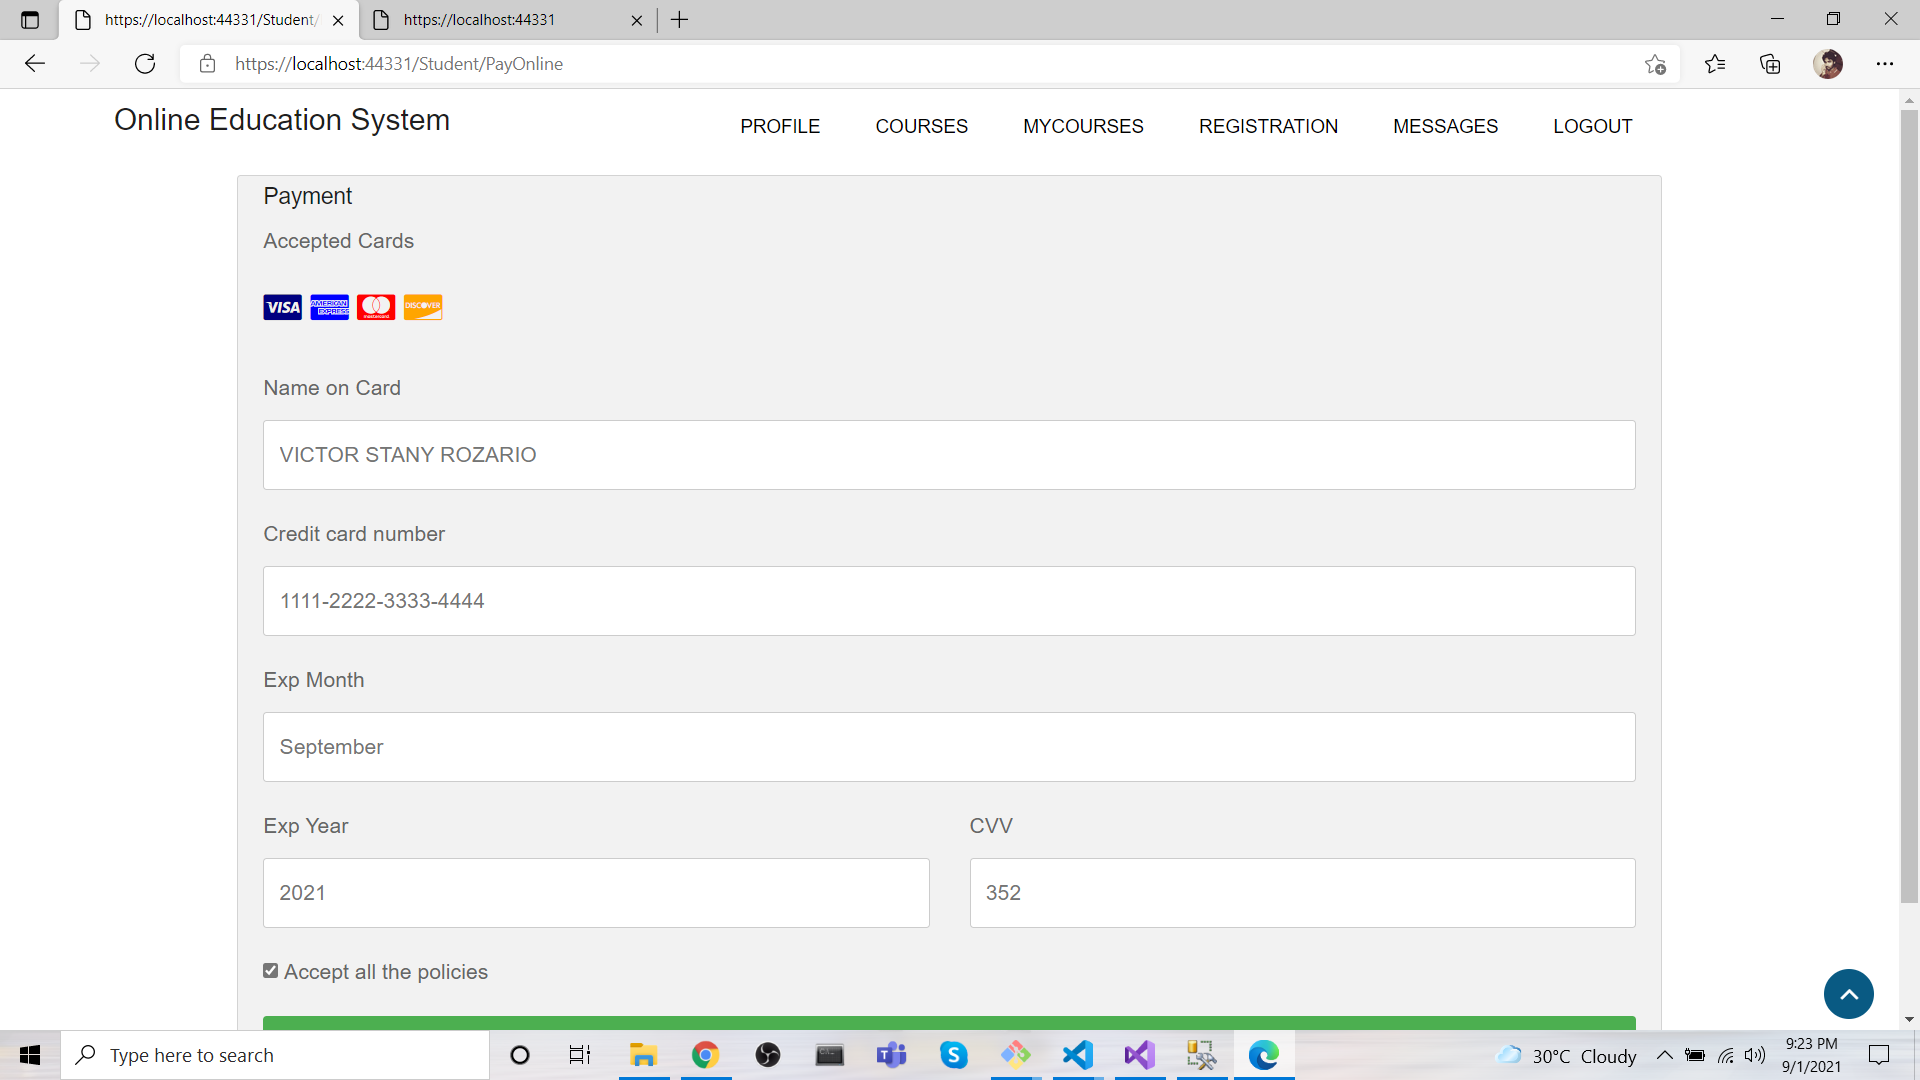 https://localhost:44331/Student/
https://localhost:44331
https://localhost:44331/Student/PayOnline
Online Education System
PROFILE
COURSES
MYCOURSES
REGISTRATION
MESSAGES
LOGOUT
Payment
Accepted Cards
VISA
AMERICAN EXPRESS
mastercard
DISCOVER
Name on Card
VICTOR STANY ROZARIO
Credit card number
1111-2222-3333-4444
Exp Month
September
Exp Year
CVV
2021
352
Accept all the policies
Type here to search
30°C Cloudy
9:23 PM
9/1/2021